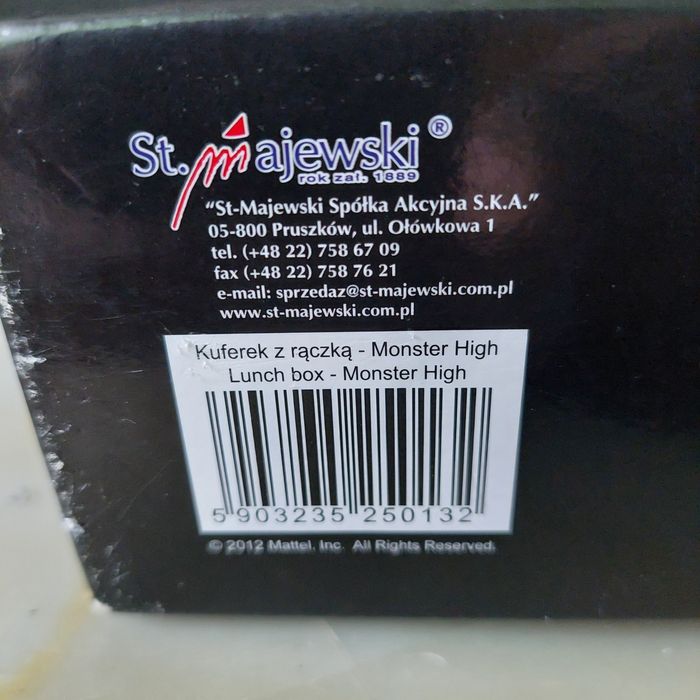 St.majewski®
rok zał. 1889
"St-Majewski Spółka Akcyjna S.K.A."
05-800 Pruszków, ul. Ołówkowa 1
tel. (+48 22) 758 67 09
fax (+48 22) 758 76 21
e-mail: sprzedaz@st-majewski.com.pl
www.st-majewski.com.pl
Kuferek z rączką - Monster High
Lunch box - Monster High
5 903235 250132
© 2012 Mattel, Inc. All Rights Reserved.